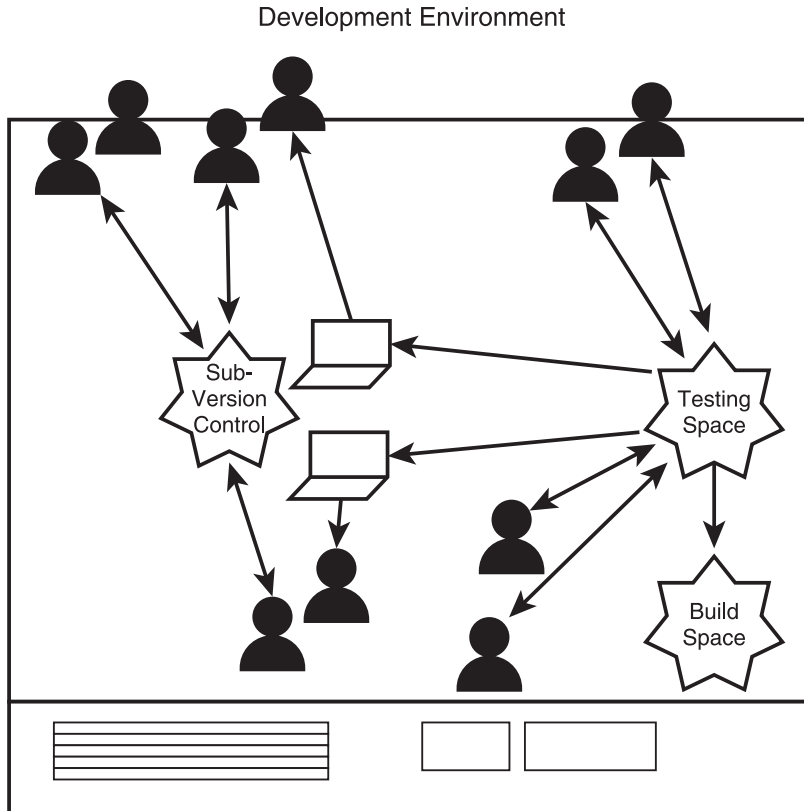 Development Environment
Sub-
Version
Control
Testing
Space
Build
Space